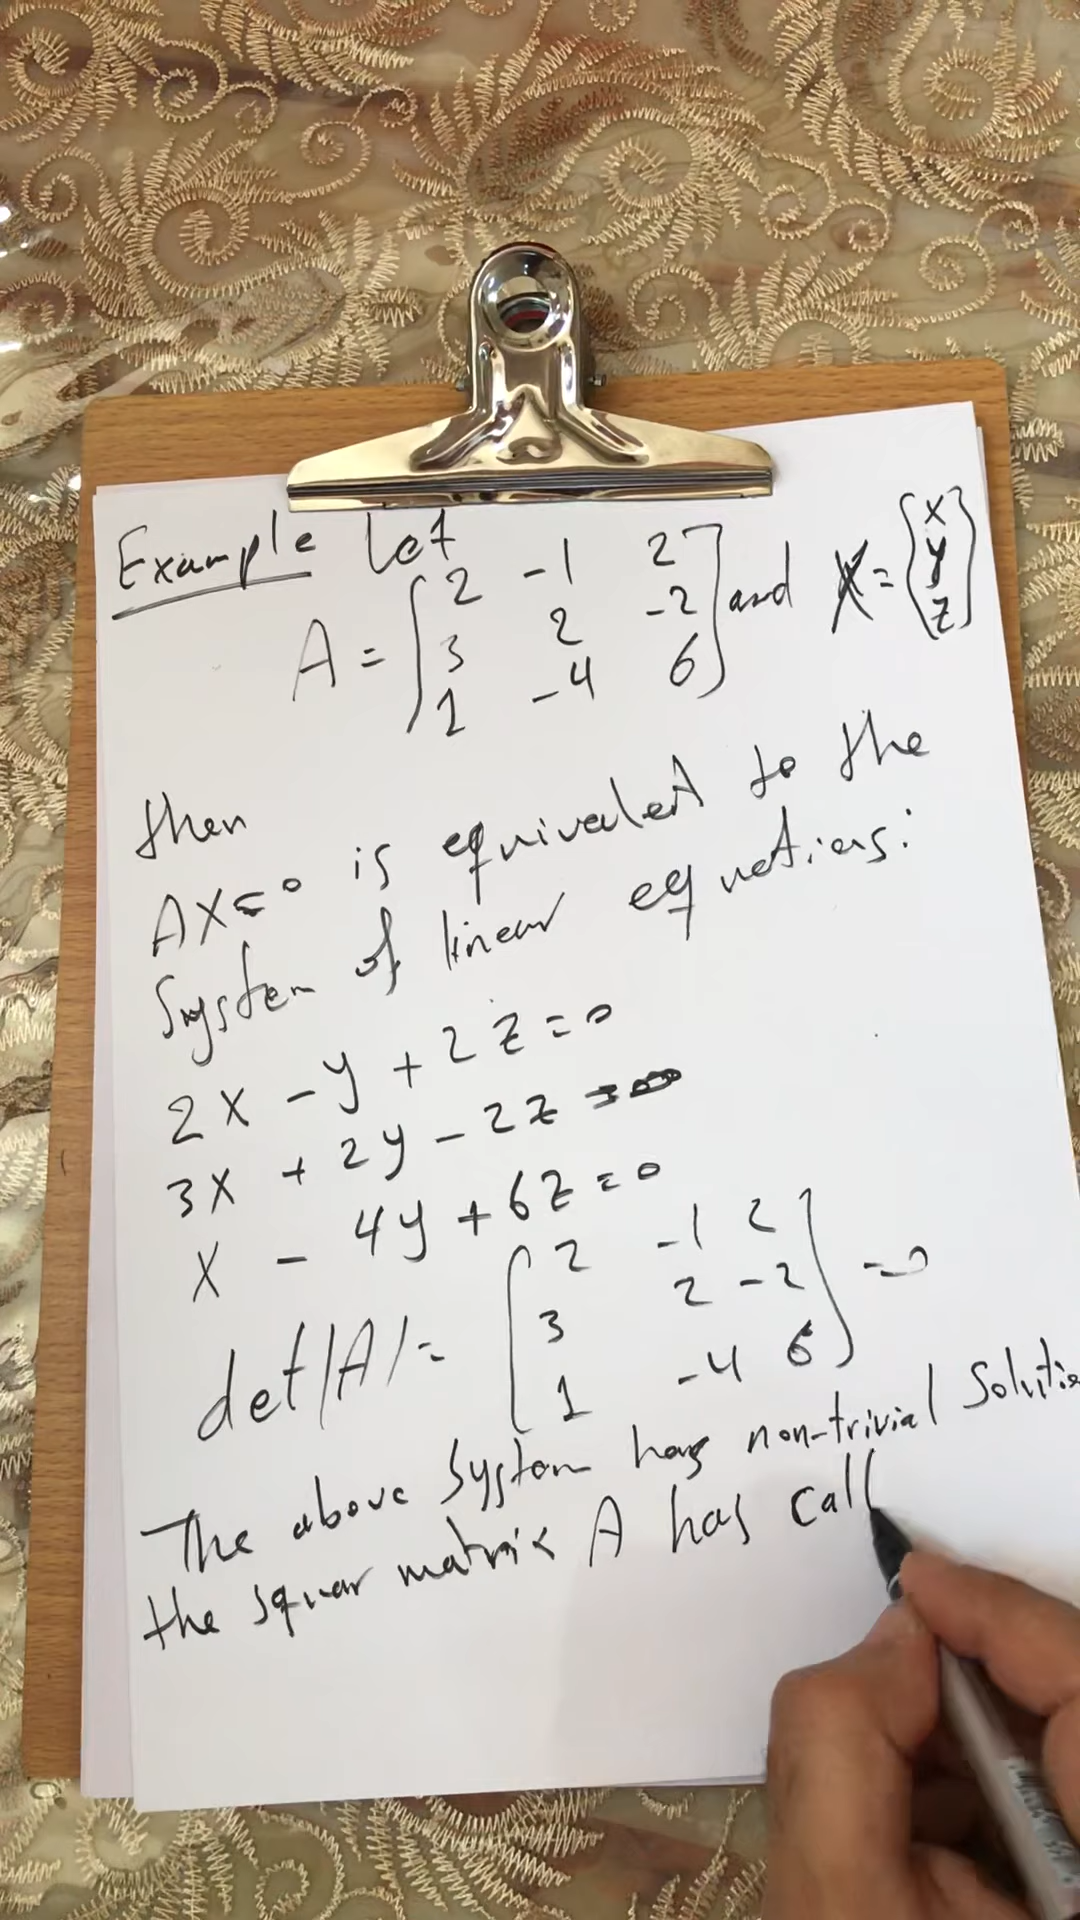 Example Let
A = [2 -1 2
3 2 -2
1 -4 6] and X = [x
y
z]
then
AX=0 is equivalent to the
System of linear equations:
2x - y + 2z = 0
3x + 2y - 2z = 0
x - 4y + 6z = 0
det|A| = [2 -1 2
3 2 -2
1 -4 6] = 0
The above System has non-trivial Solutio
the squar matrix A has call